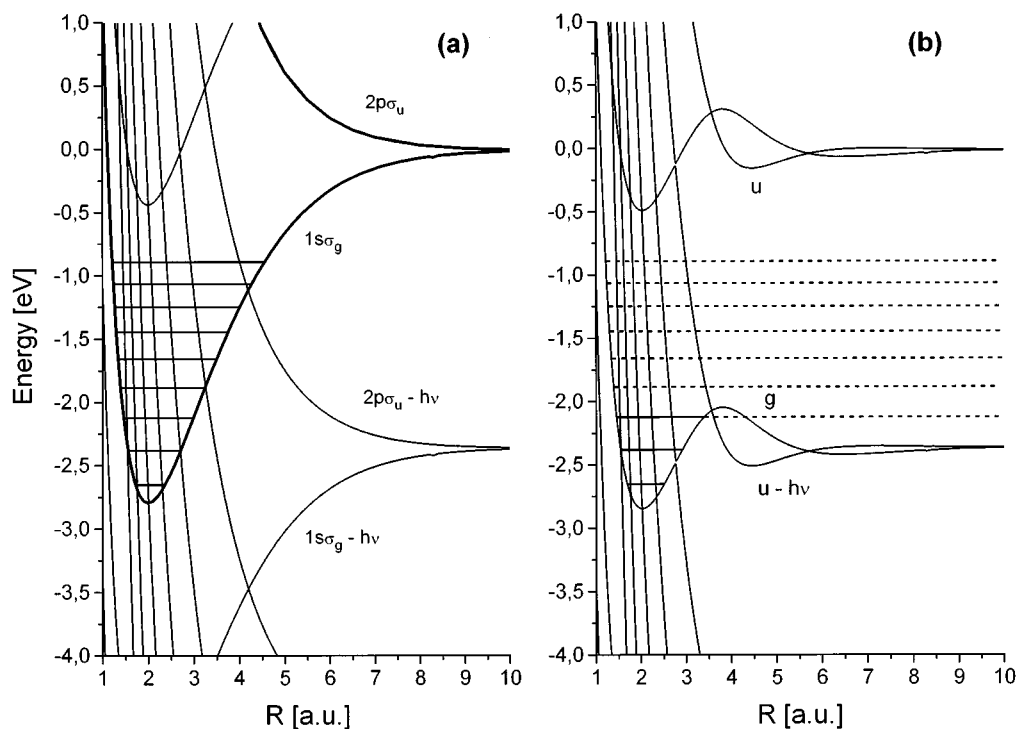 (a)
(b)
1,0
0,5
0,0
-0,5
-1,0
-1,5
-2,0
-2,5
-3,0
-3,5
-4,0
Energy [eV]
2pσu
1sσg
2pσu - hν
1sσg - hν
1 2 3 4 5 6 7 8 9 10
R [a.u.]
1,0
0,5
0,0
-0,5
-1,0
-1,5
-2,0
-2,5
-3,0
-3,5
-4,0
u
g
u - hν
1 2 3 4 5 6 7 8 9 10
R [a.u.]